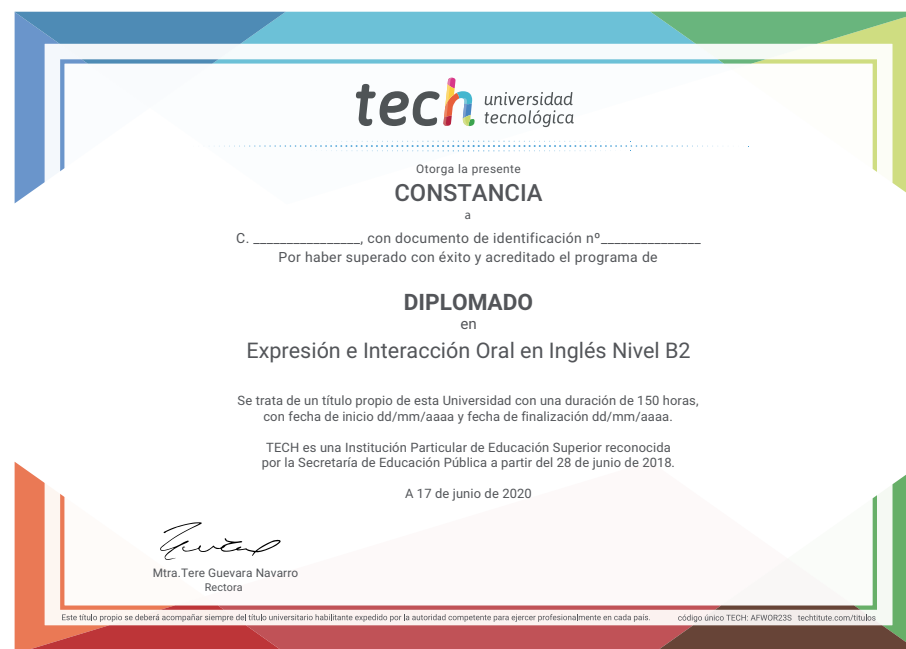 tech universidad
tecnológica
Otorga la presente
CONSTANCIA
a
C. ________________, con documento de identificación nº_______________
Por haber superado con éxito y acreditado el programa de
DIPLOMADO
en
Expresión e Interacción Oral en Inglés Nivel B2
Se trata de un título propio de esta Universidad con una duración de 150 horas,
con fecha de inicio dd/mm/aaaa y fecha de finalización dd/mm/aaaa.
TECH es una Institución Particular de Educación Superior reconocida
por la Secretaría de Educación Pública a partir del 28 de junio de 2018.
A 17 de junio de 2020
Mtra.Tere Guevara Navarro
Rectora
Este título propio se deberá acompañar siempre del título universitario habilitante expedido por la autoridad competente para ejercer profesionalmente en cada país. código único TECH: AFWOR23S techtitute.com/titulos